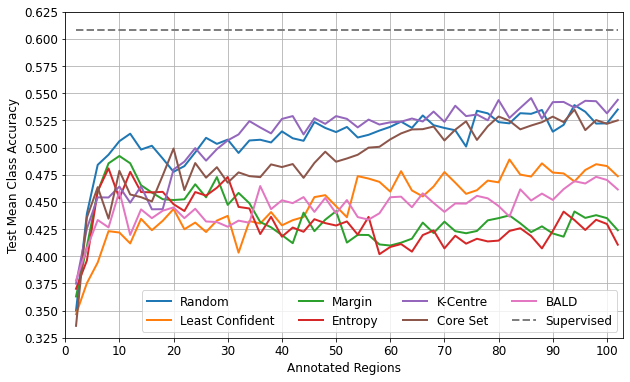 0.625
0.600
0.575
0.550
0.525
0.500
0.475
0.450
0.425
0.400
0.375
0.350
0.325
Test Mean Class Accuracy
Random Margin K-Centre BALD
Least Confident Entropy Core Set Supervised
0 10 20 30 40 50 60 70 80 90 100
Annotated Regions